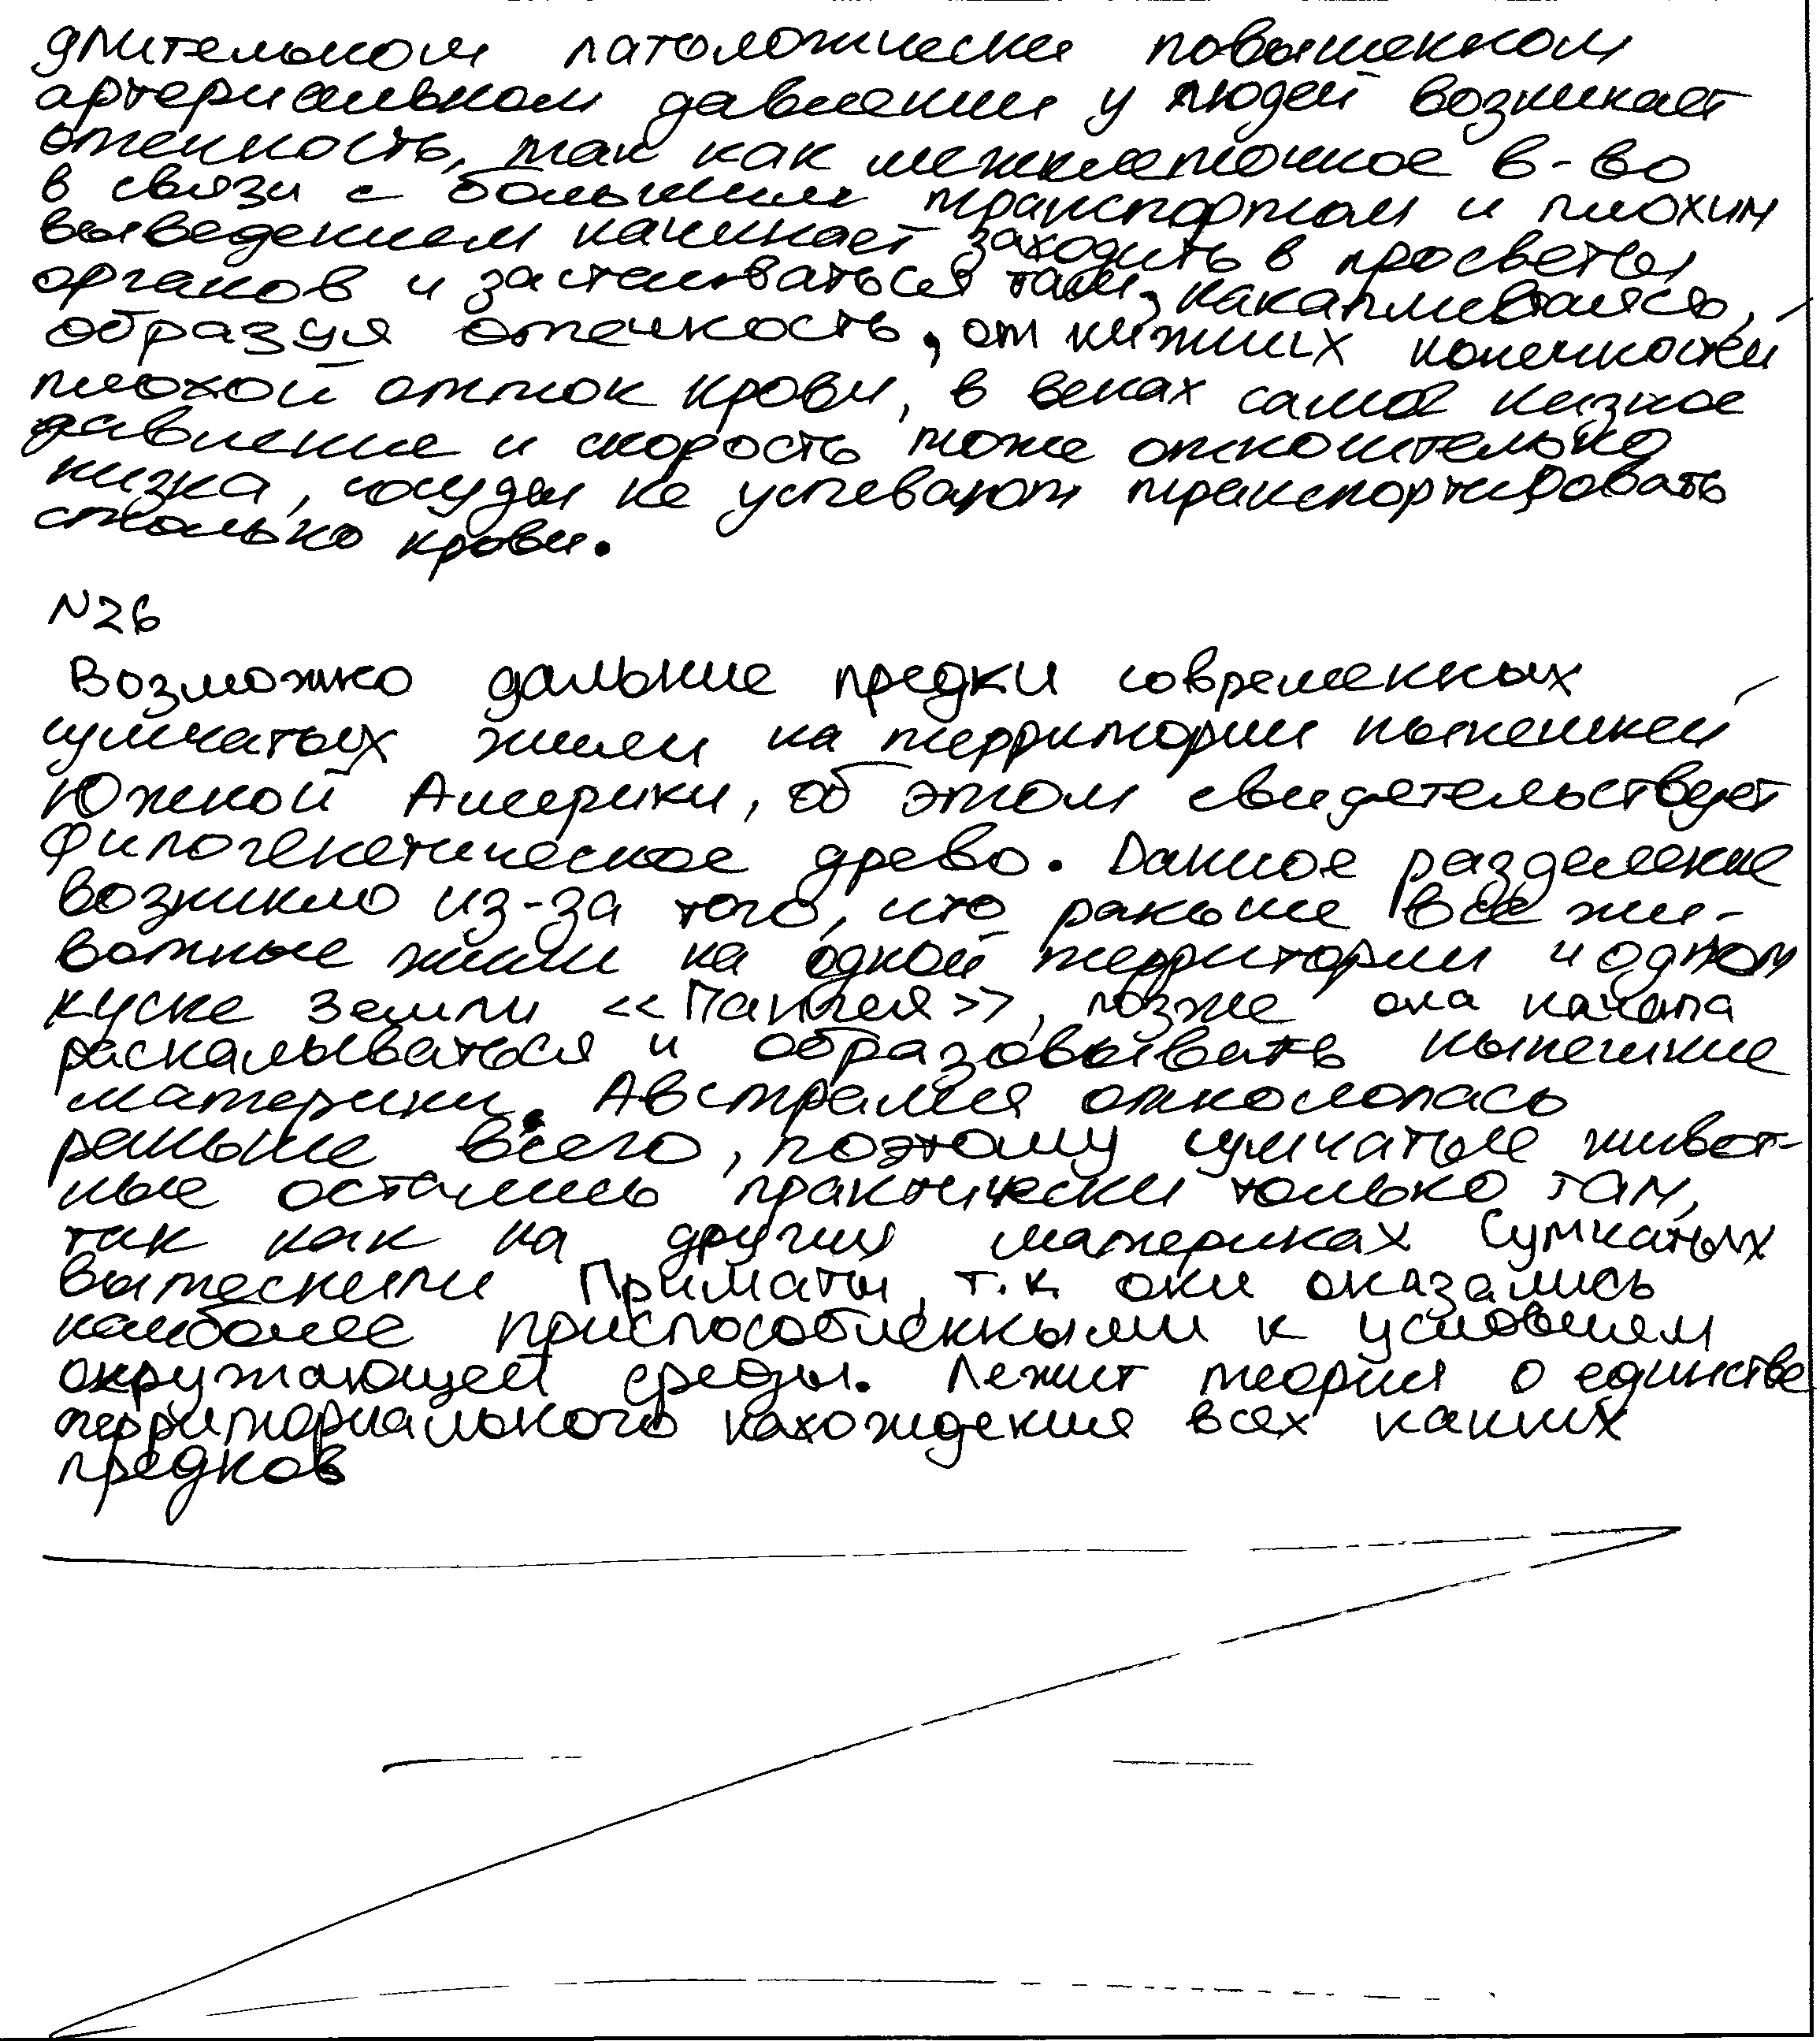 длительном патологически повышенном
артериальном давлении у людей возникает
отечность, так как межклеточное в-во
в связи с большим транспортом и плохим
выведением начинает заходить в просветы
органов и застаиваться там, накапливаясь,
образуя отечность, от нижних конечностей
плохой отток крови, в венах самое низкое
давление и скорость тоже относительно
низка, сосуды не успевают транспортировать
столько крови.
№26
Возможно дальние предки современных
сумчатых жили на территории нынешней
Южной Америки, об этом свидетельствует
филогенетическое древо. Данное разделение
возникло из-за того, что раньше все жи-
вотные жили на одной территории и одном
куске земли «Пангея», позже она начала
раскалываться и образовывать нынешние
материки. Австралия откололась
раньше всего, поэтому сумчатые живот-
ные остались практически только там,
так как на других материках сумчатых
вытеснили Приматы, т.к. они оказались
наиболее приспособленными к условиям
окружающей среды. Лежит теория о единстве
территориального нахождения всех наших
предков